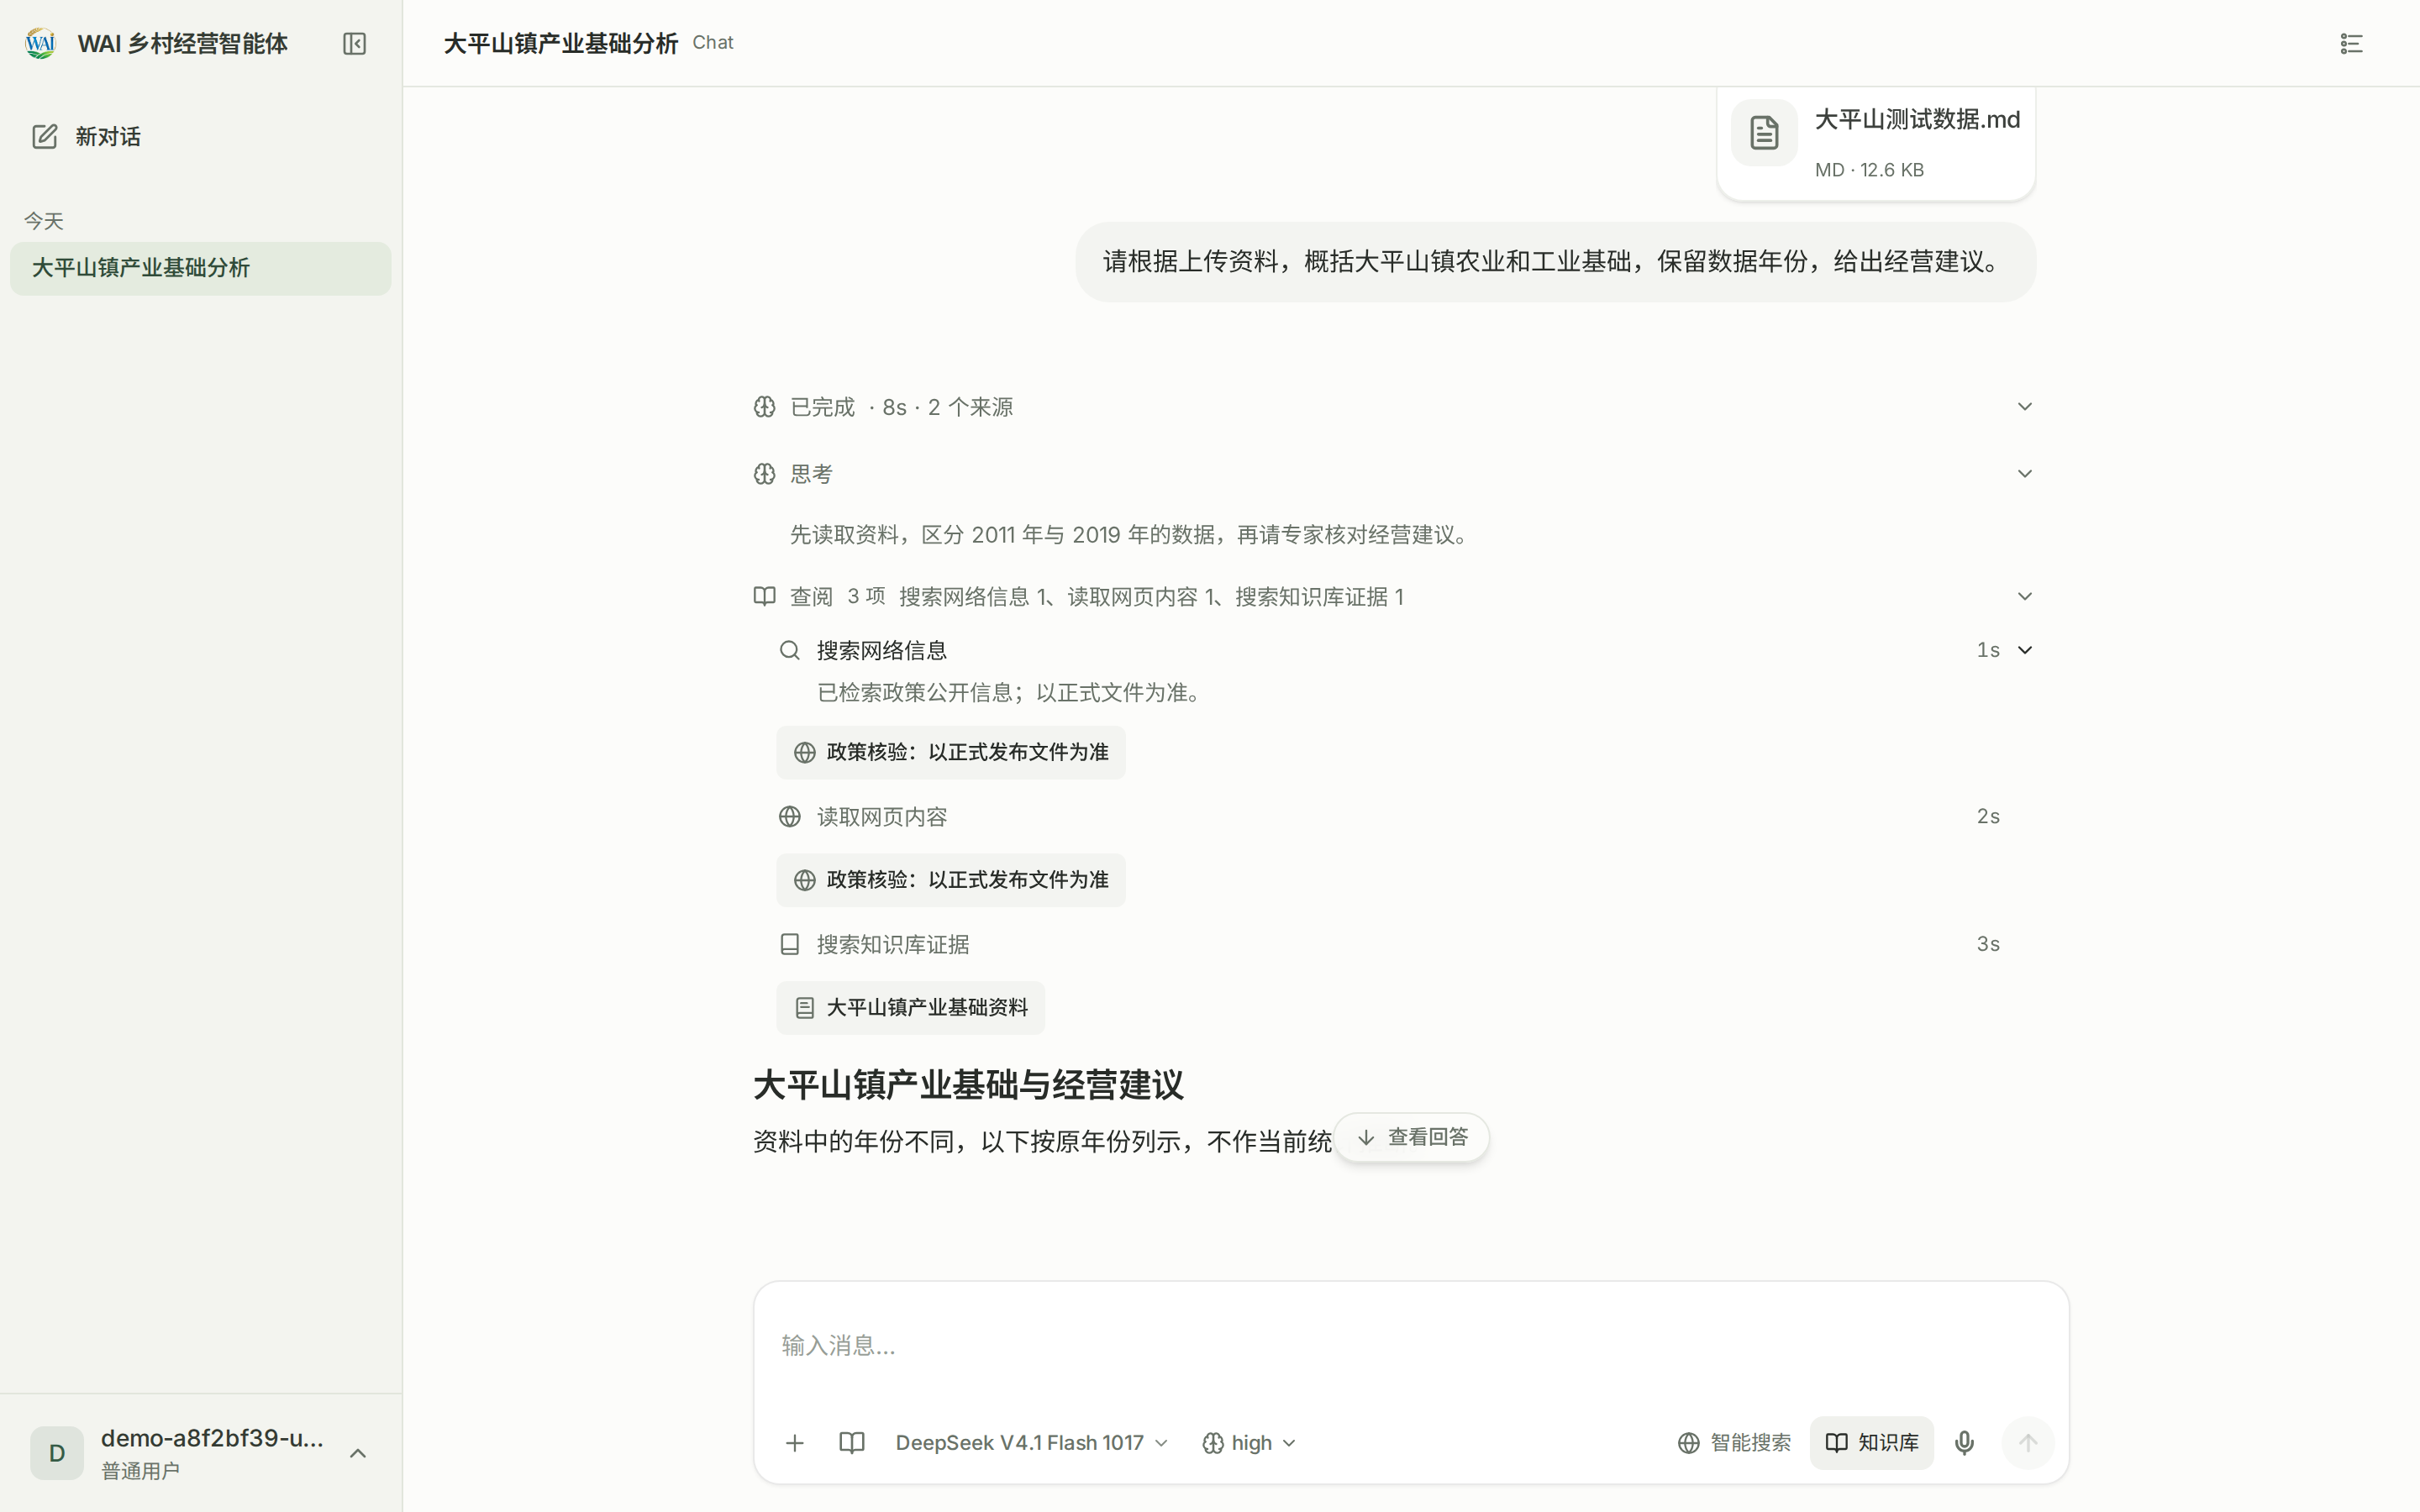 WAI 乡村经营智能体
新对话
今天
大平山镇产业基础分析
demo-a8f2bf39-u...
普通用户
D
大平山镇产业基础分析 Chat
大平山测试数据.md
MD · 12.6 KB
请根据上传资料，概括大平山镇农业和工业基础，保留数据年份，给出经营建议。
已完成 · 8s · 2 个来源
思考
先读取资料，区分 2011 年与 2019 年的数据，再请专家核对经营建议。
查阅 3 项 搜索网络信息 1、读取网页内容 1、搜索知识库证据 1
搜索网络信息 1s
已检索政策公开信息；以正式文件为准。
政策核验：以正式发布文件为准
读取网页内容 2s
政策核验：以正式发布文件为准
搜索知识库证据 3s
大平山镇产业基础资料
大平山镇产业基础与经营建议
资料中的年份不同，以下按原年份列示，不作当前统
查看回答
输入消息...
DeepSeek V4.1 Flash 1017 high 智能搜索 知识库